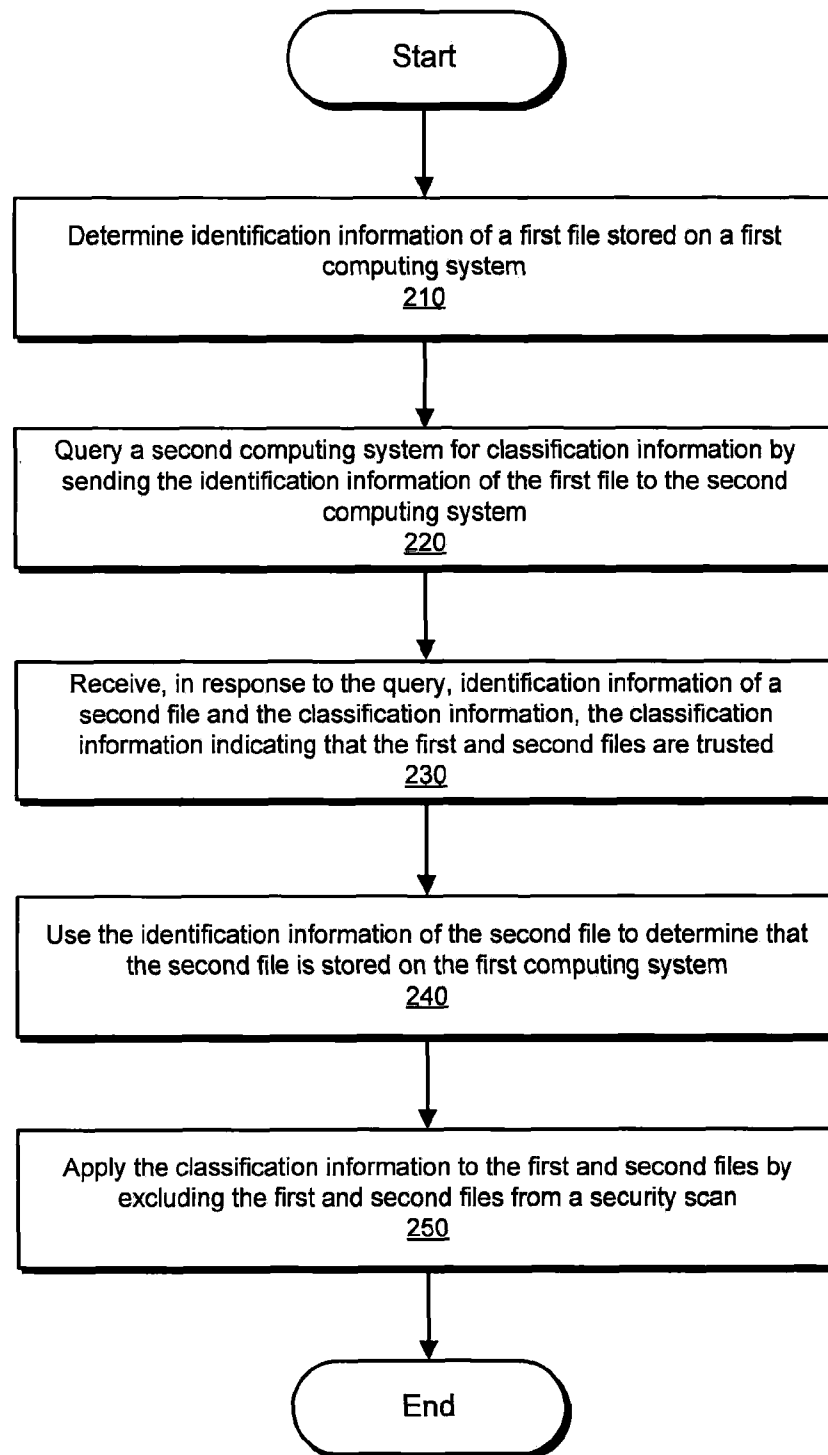 Start
Determine identification information of a first file stored on a first
computing system
210
Query a second computing system for classification information by
sending the identification information of the first file to the second
computing system
220
Receive, in response to the query, identification information of a
second file and the classification information, the classification
information indicating that the first and second files are trusted
230
Use the identification information of the second file to determine that
the second file is stored on the first computing system
240
Apply the classification information to the first and second files by
excluding the first and second files from a security scan
250
End